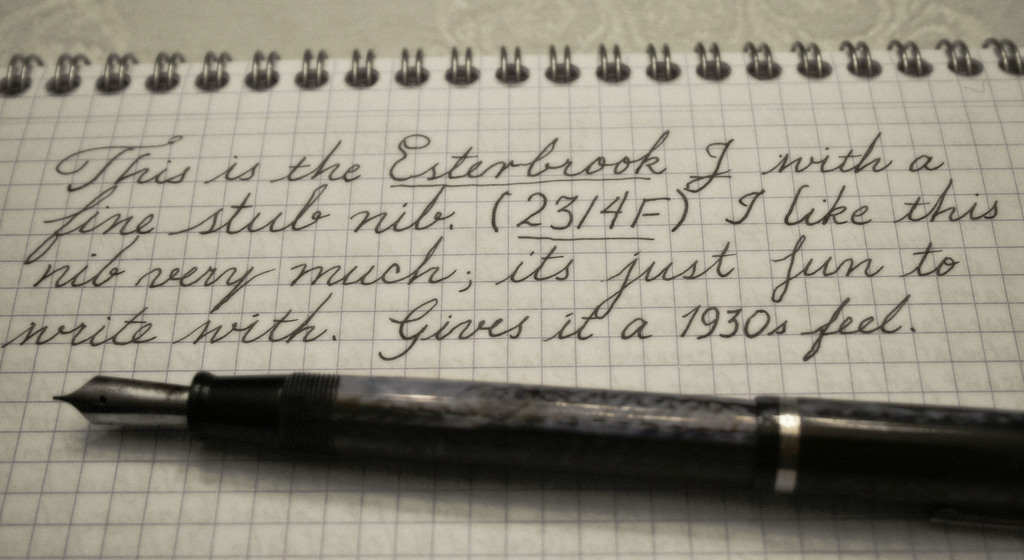 This is the Esterbrook J with a
fine stub nib. (2314F) I like this
nib very much; its just fun to
write with. Gives it a 1930s feel.